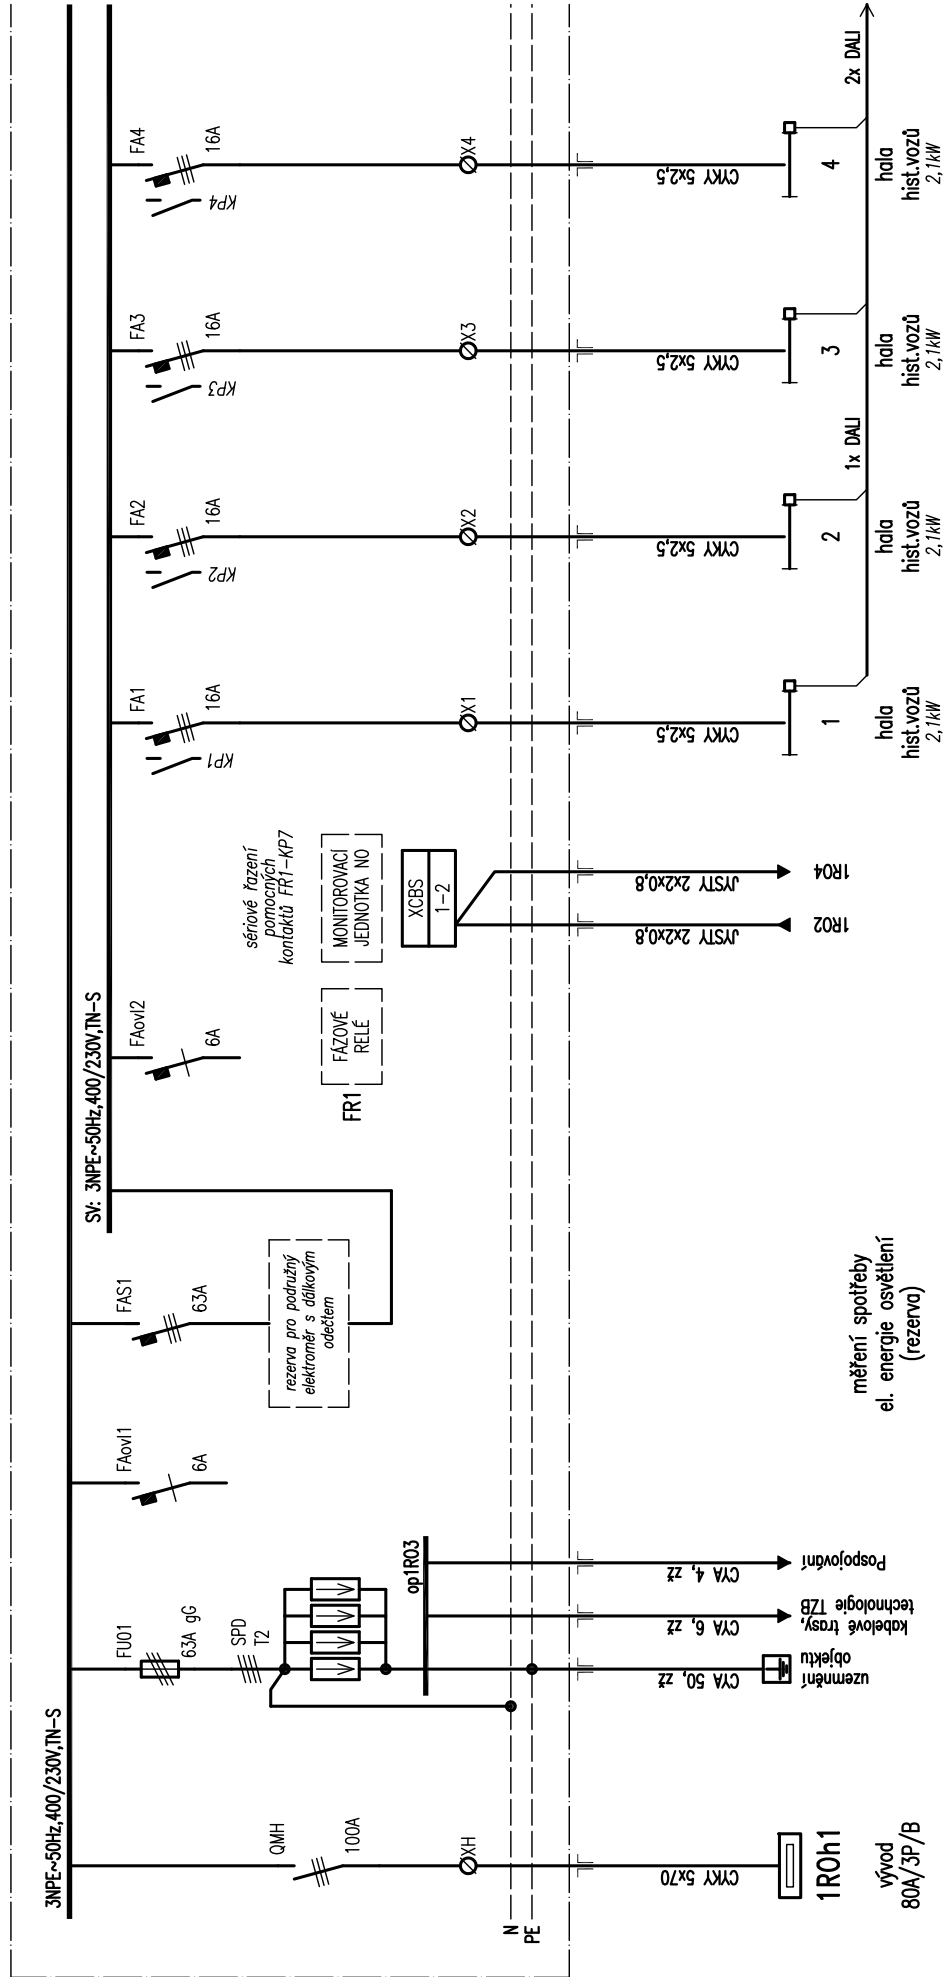 3NPE~50Hz,400/230V,TN-S
QMH
100A
XH
CYKY 5x70
1ROh1
vývod
80A/3P/B
N
PE
FU01
63A gG
SPD
T2
op1RO3
CYA 50, zž
uzemnění
objektu
CYA 6, zž
kabelové trasy,
technologie TZB
CYA 4, zž
Pospojování
FAovl1
6A
FAS1
63A
rezerva pro podružný
elektroměr s dálkovým
odečtem
měření spotřeby
el. energie osvětlení
(rezerva)
SV: 3NPE~50Hz,400/230V,TN-S
FAovl2
6A
FR1
FÁZOVÉ
RELÉ
sériové řazení
pomocných
kontaktů FR1-KP7
MONITOROVACÍ
JEDNOTKA NO
XCBS
1-2
JYSTY 2x2x0,8
1RO2
JYSTY 2x2x0,8
1RO4
FA1
16A
KP1
X1
CYKY 5x2,5
1
hala
hist.vozů
2,1kW
FA2
16A
KP2
X2
CYKY 5x2,5
2
hala
hist.vozů
2,1kW
1x DALI
FA3
16A
KP3
X3
CYKY 5x2,5
3
hala
hist.vozů
2,1kW
FA4
16A
KP4
X4
CYKY 5x2,5
4
hala
hist.vozů
2,1kW
2x DALI